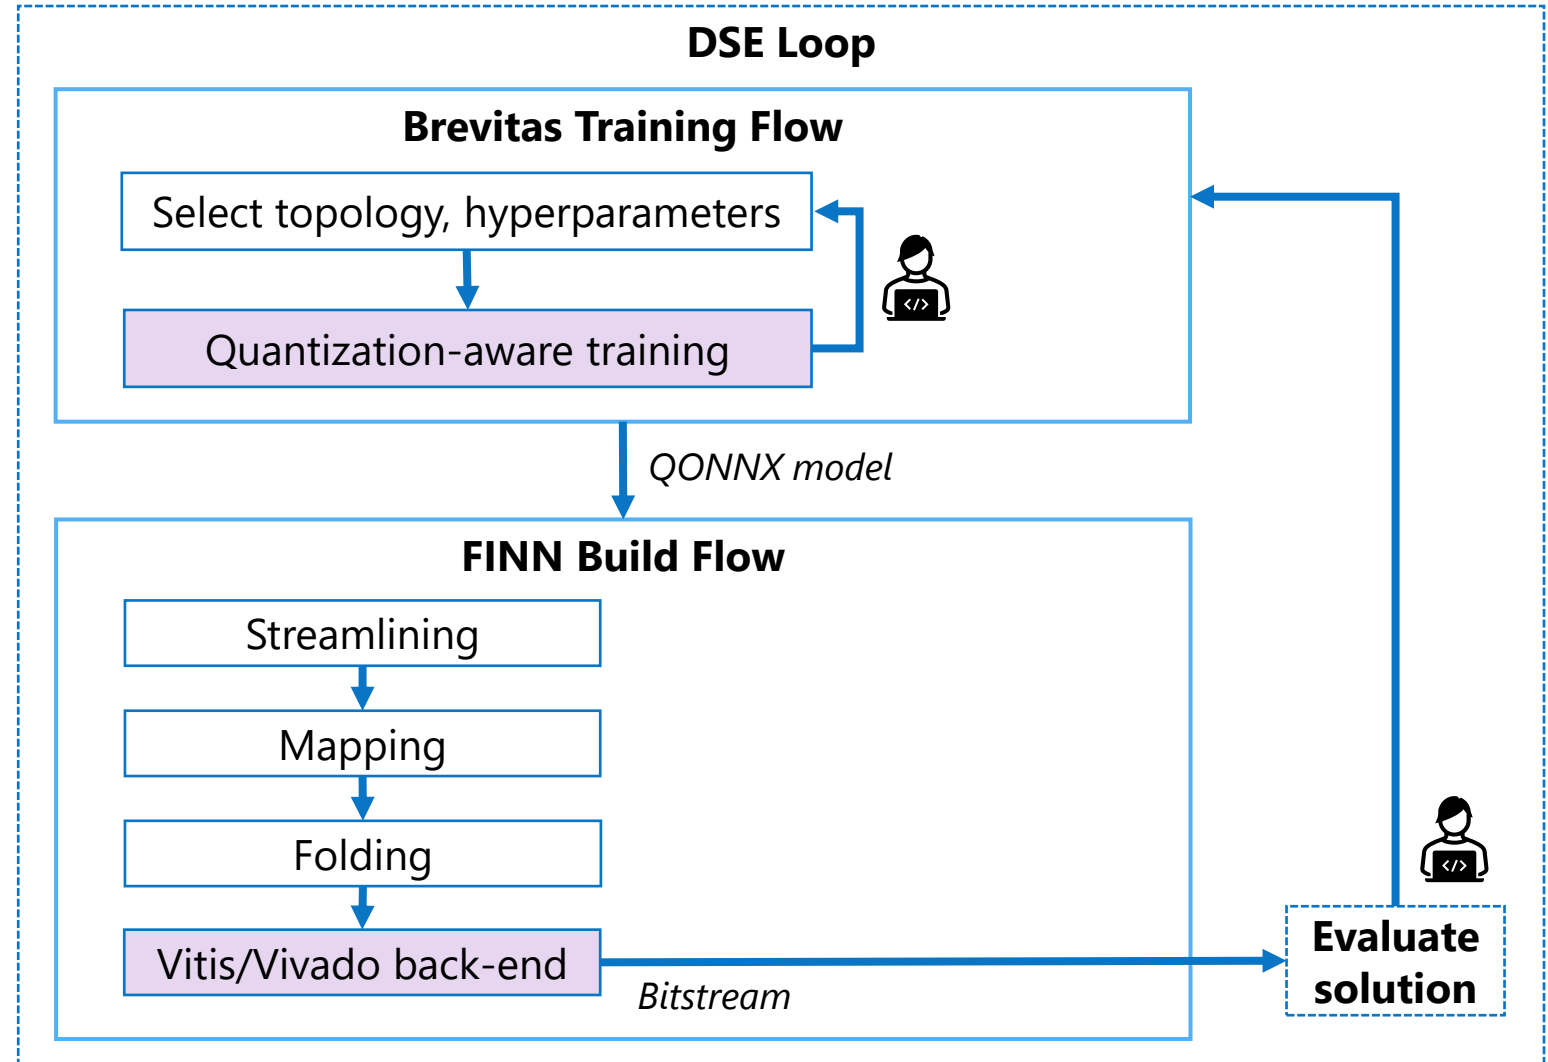 DSE Loop
Brevitas Training Flow
Select topology, hyperparameters
</>
Quantization-aware training
QONNX model
FINN Build Flow
Streamlining
Mapping
Folding
</>
Vitis/Vivado back-end
Bitstream
Evaluate
solution